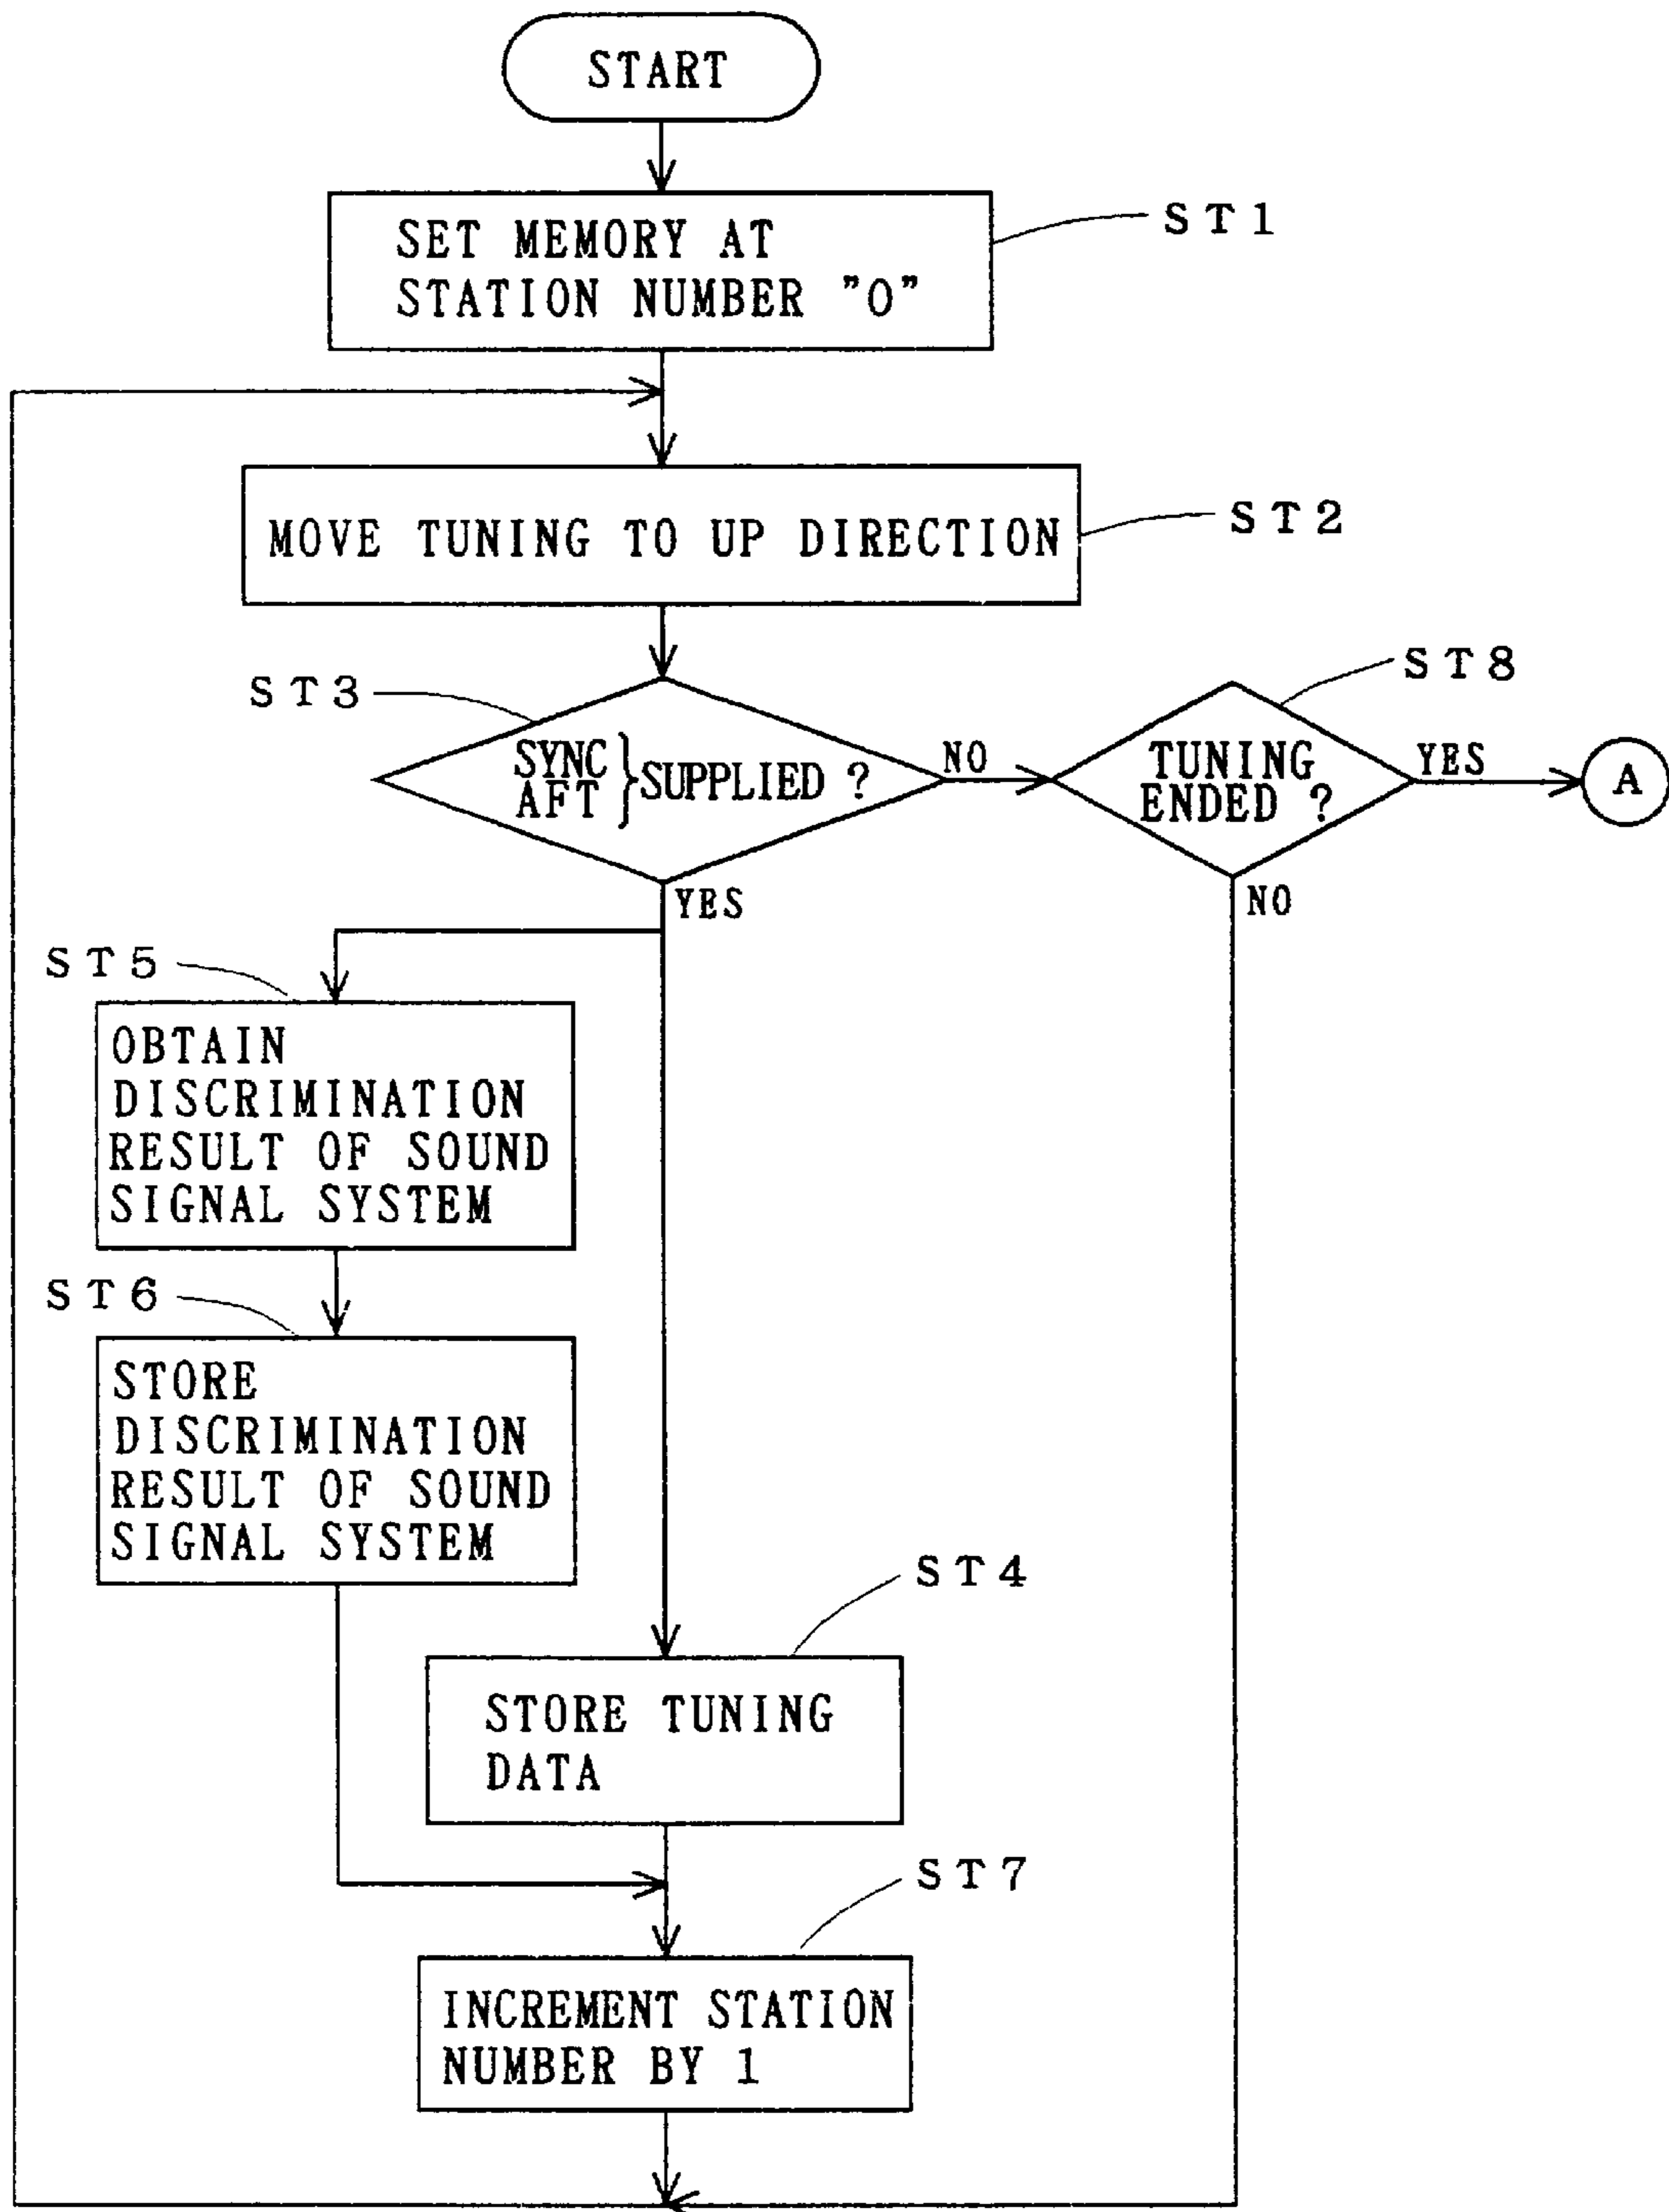 START
SET MEMORY AT
STATION NUMBER "0"
ST1
MOVE TUNING TO UP DIRECTION
ST2
ST3
SYNC
AFT
} SUPPLIED ?
NO
YES
ST8
TUNING
ENDED ?
YES
NO
A
ST5
OBTAIN
DISCRIMINATION
RESULT OF SOUND
SIGNAL SYSTEM
ST6
STORE
DISCRIMINATION
RESULT OF SOUND
SIGNAL SYSTEM
ST4
STORE TUNING
DATA
ST7
INCREMENT STATION
NUMBER BY 1